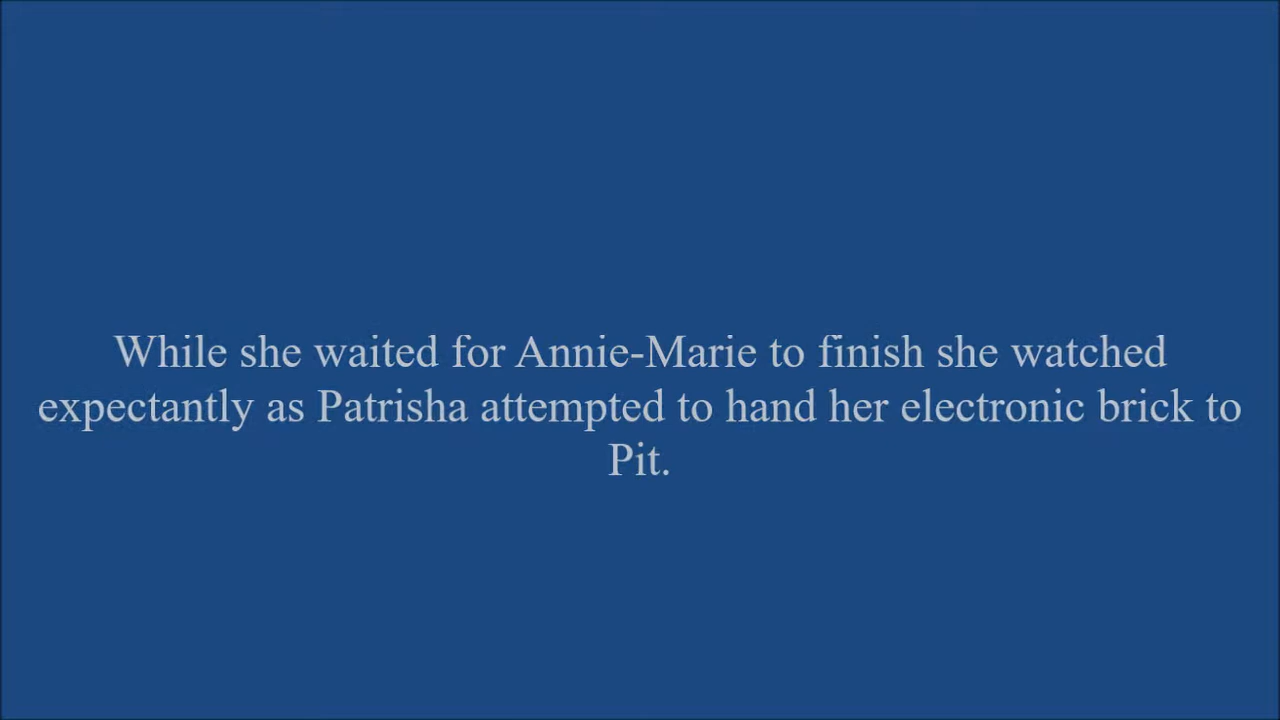 While she waited for Annie-Marie to finish she watched
expectantly as Patrisha attempted to hand her electronic brick to
Pit.